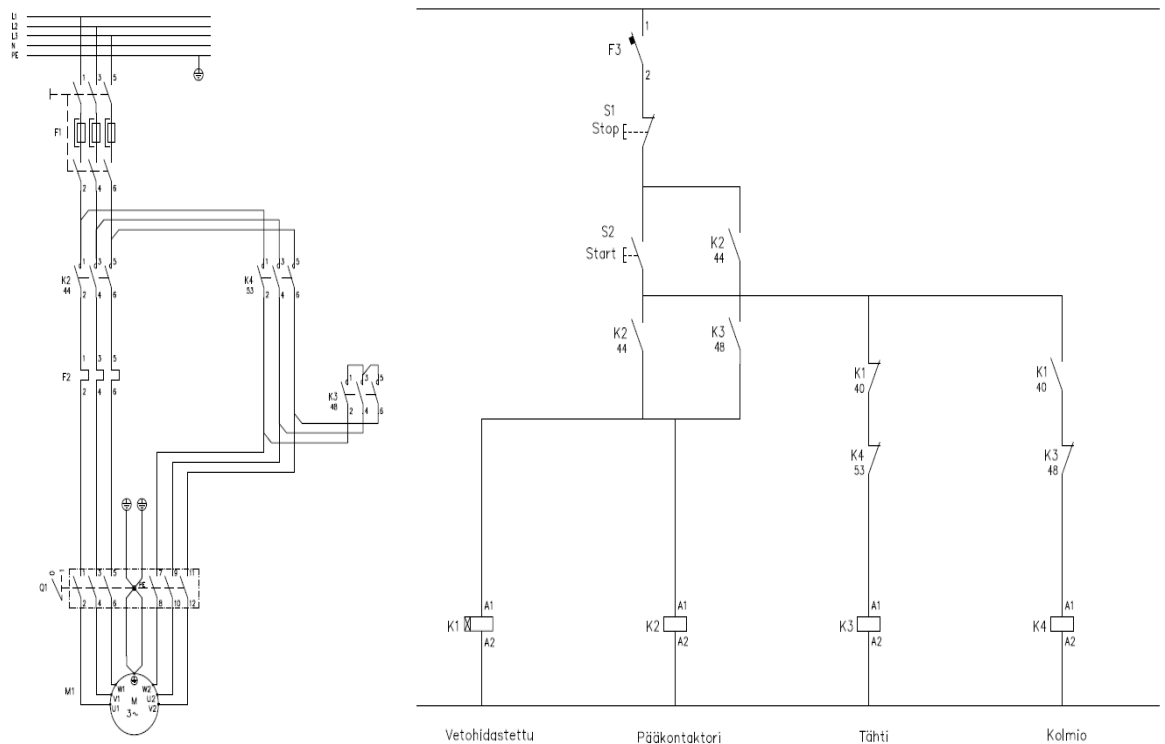 L1
L2
L3
N
PE
1 3 5
F1
2 4 6
1 3 5
K2
44
2 4 6
1 3 5
K4
53
2 4 6
1 3 5
F2
2 4 6
1 3 5
K3
48
2 4 6
0 1
Q1
1 3 5 PE 7 9 11
2 4 6 8 10 12
M1
W1 W2
V1 M U2
U1 3~ V2
1
F3
2
S1
Stop
S2
Start
K2
44
K2
44
K3
48
K1
40
K1
40
K4
53
K3
48
A1 A1 A1 A1
K1 K2 K3 K4
A2 A2 A2 A2
Vetohidastettu Pääkontaktori Tähti Kolmio